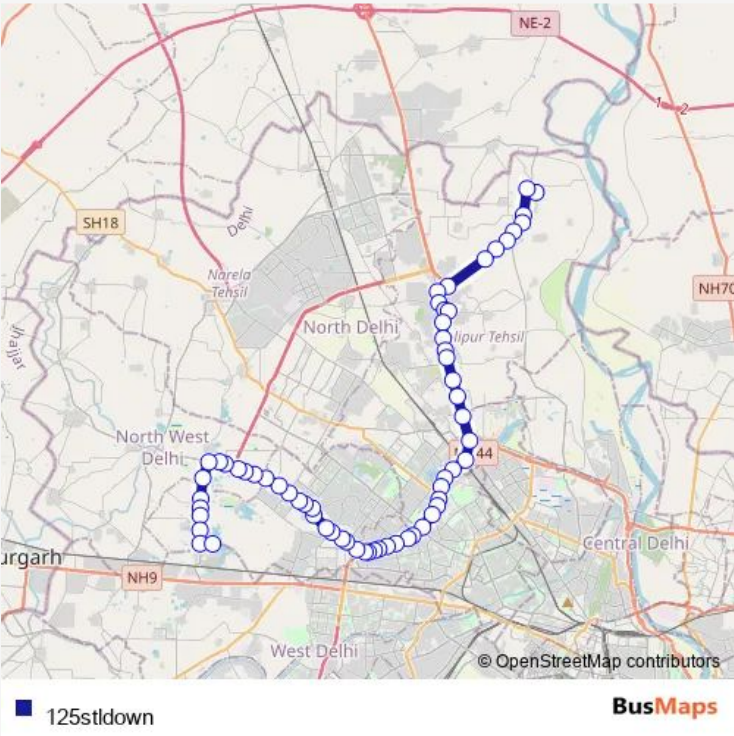 NE-2
1
2
SH18
Delhi
Narela
Tehsil
NH70
North Delhi
lipur Tehsil
Jhajjar
North West
Delhi
44
urgarh
Central Delhi
NH9
West Delhi
© OpenStreetMap contributors
125stldown
BusMaps